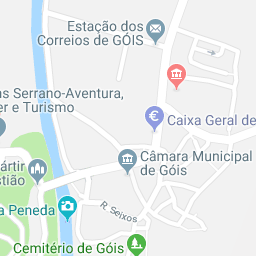 Estação dos
Correios de GÓIS
as Serrano-Aventura,
er e Turismo
Caixa Geral de
Câmara Municipal
de Góis
ártir
stião
a Peneda
R. Seixos
Cemitério de Góis